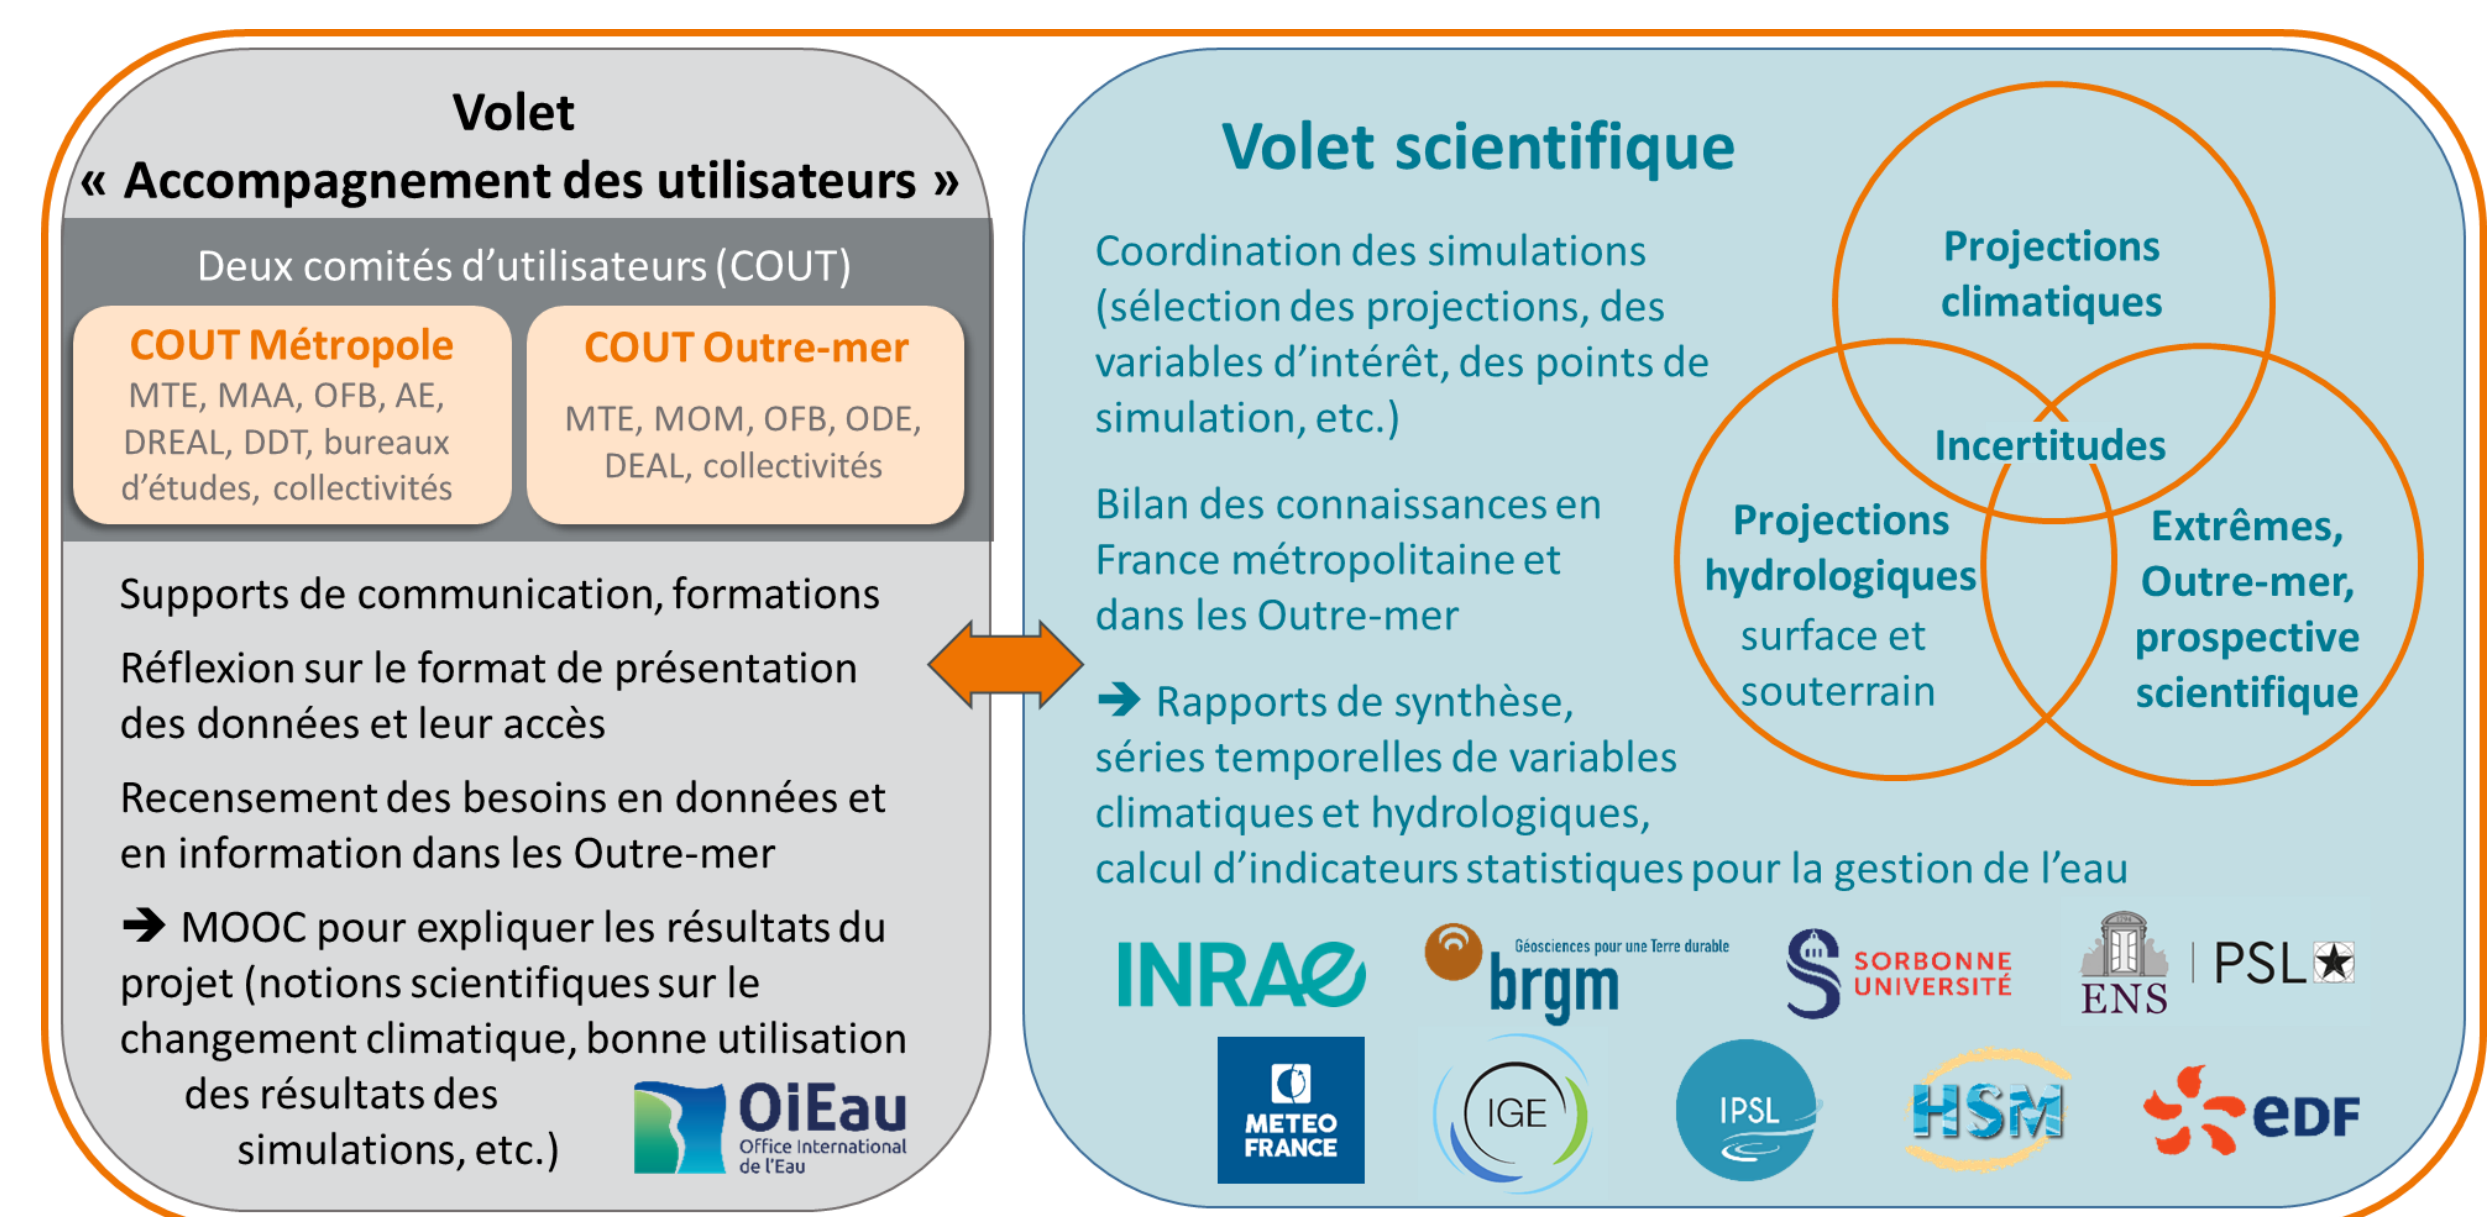 Volet
« Accompagnement des utilisateurs »
Deux comités d’utilisateurs (COUT)
COUT Métropole
MTE, MAA, OFB, AE,
DREAL, DDT, bureaux
d’études, collectivités
COUT Outre-mer
MTE, MOM, OFB, ODE,
DEAL, collectivités
Supports de communication, formations
Réflexion sur le format de présentation
des données et leur accès
Recensement des besoins en données et
en information dans les Outre-mer
➔ MOOC pour expliquer les résultats du
projet (notions scientifiques sur le
changement climatique, bonne utilisation
des résultats des
simulations, etc.)
OiEau
Office International
de l’Eau
Volet scientifique
Coordination des simulations
(sélection des projections, des
variables d’intérêt, des points de
simulation, etc.)
Bilan des connaissances en
France métropolitaine et
dans les Outre-mer
➔ Rapports de synthèse,
séries temporelles de variables
climatiques et hydrologiques,
calcul d’indicateurs statistiques pour la gestion de l’eau
Projections
climatiques
Incertitudes
Projections
hydrologiques
surface et
souterrain
Extrêmes,
Outre-mer,
prospective
scientifique
INRAE
Géosciences pour une Terre durable
brgm
SORBONNE
UNIVERSITÉ
ENS
PSL
METEO
FRANCE
IGE
IPSL
HSM
eDF